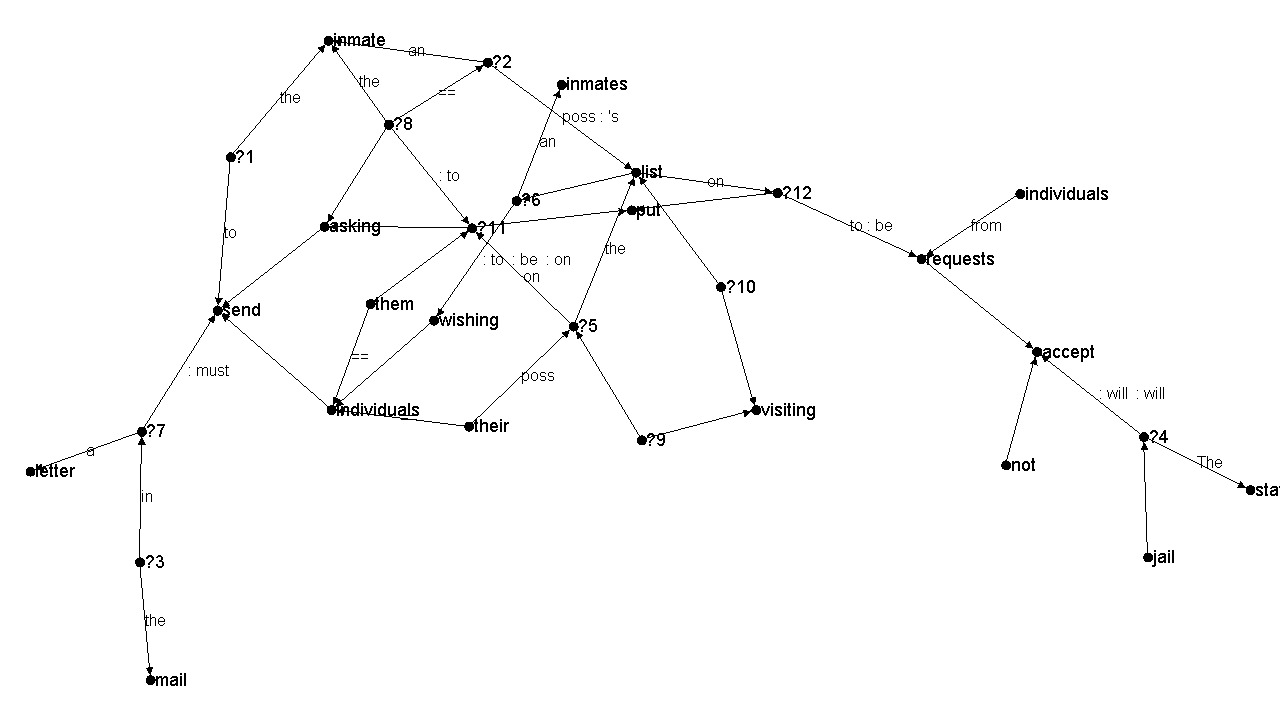 inmate
an
?2
the
==
inmates
the
poss : 's
?8
an
?1
: to
list
on
?12
individuals
?6
put
to
asking
?11
to : be
from
the
: to : be : on
requests
on
?10
send
them
wishing
?5
==
accept
: must
poss
: will : will
individuals
visiting
their
?7
?9
?4
a
The
letter
not
in
jail
?3
the
mail